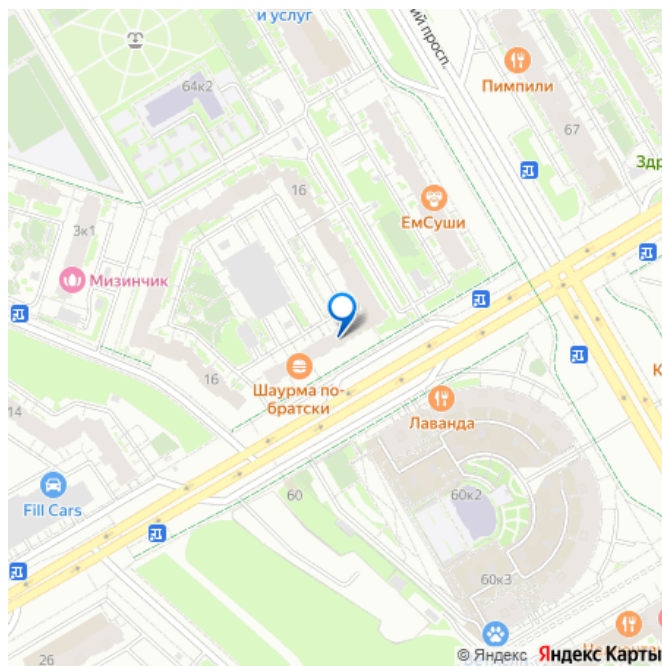 и услуг
ий просп.
Пимпили
64к2
67
Здр
16
ЕмСуши
3к1
Мизинчик
16
Шаурма по-
братски
К
Лаванда
14
60
60к2
Fill Cars
60к3
26
© Яндекс Яндекс Карты